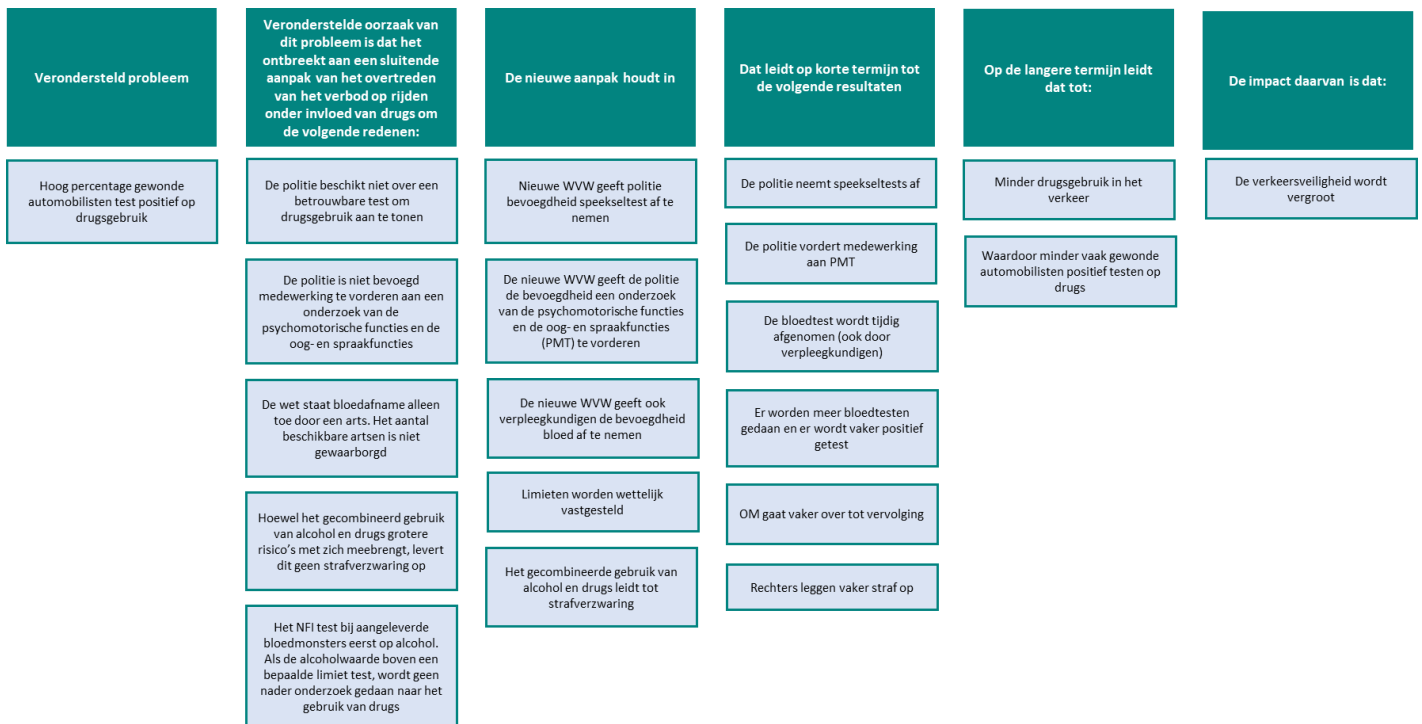 Verondersteld probleem
Hoog percentage gewonde
automobilisten test positief op
drugsgebruik
Veronderstelde oorzaak van
dit probleem is dat het
ontbreekt aan een sluitende
aanpak van het overtreden
van het verbod op rijden
onder invloed van drugs om
de volgende redenen:
De politie beschikt niet over een
betrouwbare test om
drugsgebruik aan te tonen
De politie is niet bevoegd
medewerking te vorderen aan een
onderzoek van de
psychomotorische functies en de
oog- en spraakfuncties
De wet staat bloedafname alleen
toe door een arts. Het aantal
beschikbare artsen is niet
gewaarborgd
Hoewel het gecombineerd gebruik
van alcohol en drugs grotere
risico's met zich meebrengt, levert
dit geen strafverzwaring op
Het NFI test bij aangeleverde
bloedmonsters eerst op alcohol.
Als de alcoholwaarde boven een
bepaalde limiet test, wordt geen
nader onderzoek gedaan naar het
gebruik van drugs
De nieuwe aanpak houdt in
Nieuwe WVW geeft politie
bevoegdheid speekseltest af te
nemen
De nieuwe WVW geeft de politie
de bevoegdheid een onderzoek
van de psychomotorische functies
en de oog- en spraakfuncties
(PMT) te vorderen
De nieuwe WVW geeft ook
verpleegkundigen de bevoegdheid
bloed af te nemen
Limieten worden wettelijk
vastgesteld
Het gecombineerde gebruik van
alcohol en drugs leidt tot
strafverzwaring
Dat leidt op korte termijn tot
de volgende resultaten
De politie neemt speekseltests af
De politie vordert medewerking
aan PMT
De bloedtest wordt tijdig
afgenomen (ook door
verpleegkundigen)
Er worden meer bloedtesten
gedaan en er wordt vaker positief
getest
OM gaat vaker over tot vervolging
Rechters leggen vaker straf op
Op de langere termijn leidt
dat tot:
Minder drugsgebruik in het
verkeer
Waardoor minder vaak gewonde
automobilisten positief testen op
drugs
De impact daarvan is dat:
De verkeersveiligheid wordt
vergroot